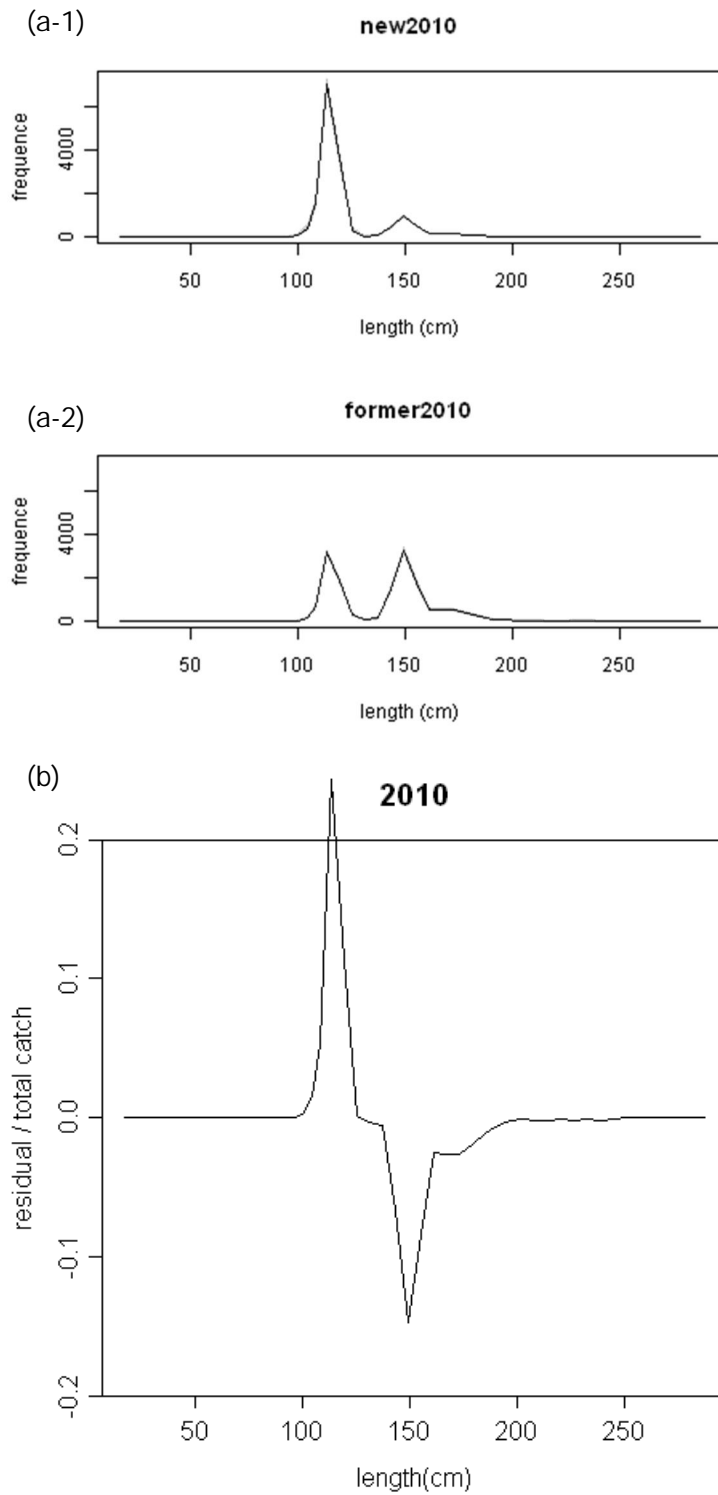 (a-1)
new2010
frequence
4000
0
50 100 150 200 250
length (cm)
(a-2)
former2010
frequence
4000
0
50 100 150 200 250
length (cm)
(b)
2010
residual / total catch
0.2
0.1
0.0
-0.1
-0.2
50 100 150 200 250
length(cm)